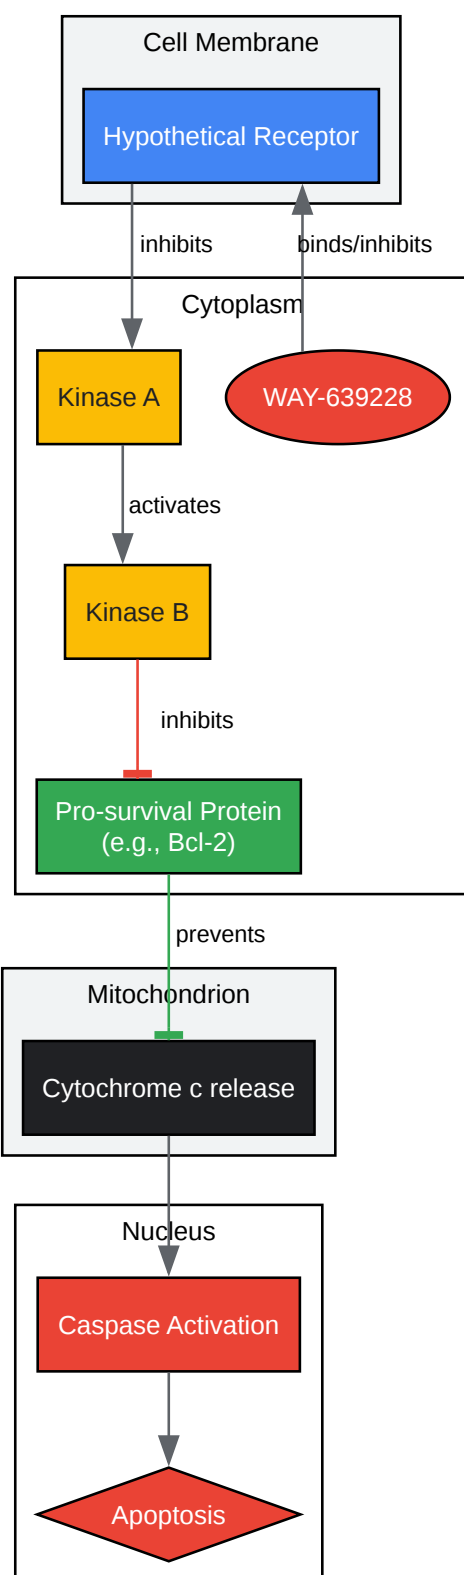 Cell Membrane
Hypothetical Receptor
inhibits
binds/inhibits
Cytoplasm
Kinase A
WAY-639228
activates
Kinase B
inhibits
Pro-survival Protein
(e.g., Bcl-2)
prevents
Mitochondrion
Cytochrome c release
Nucleus
Caspase Activation
Apoptosis